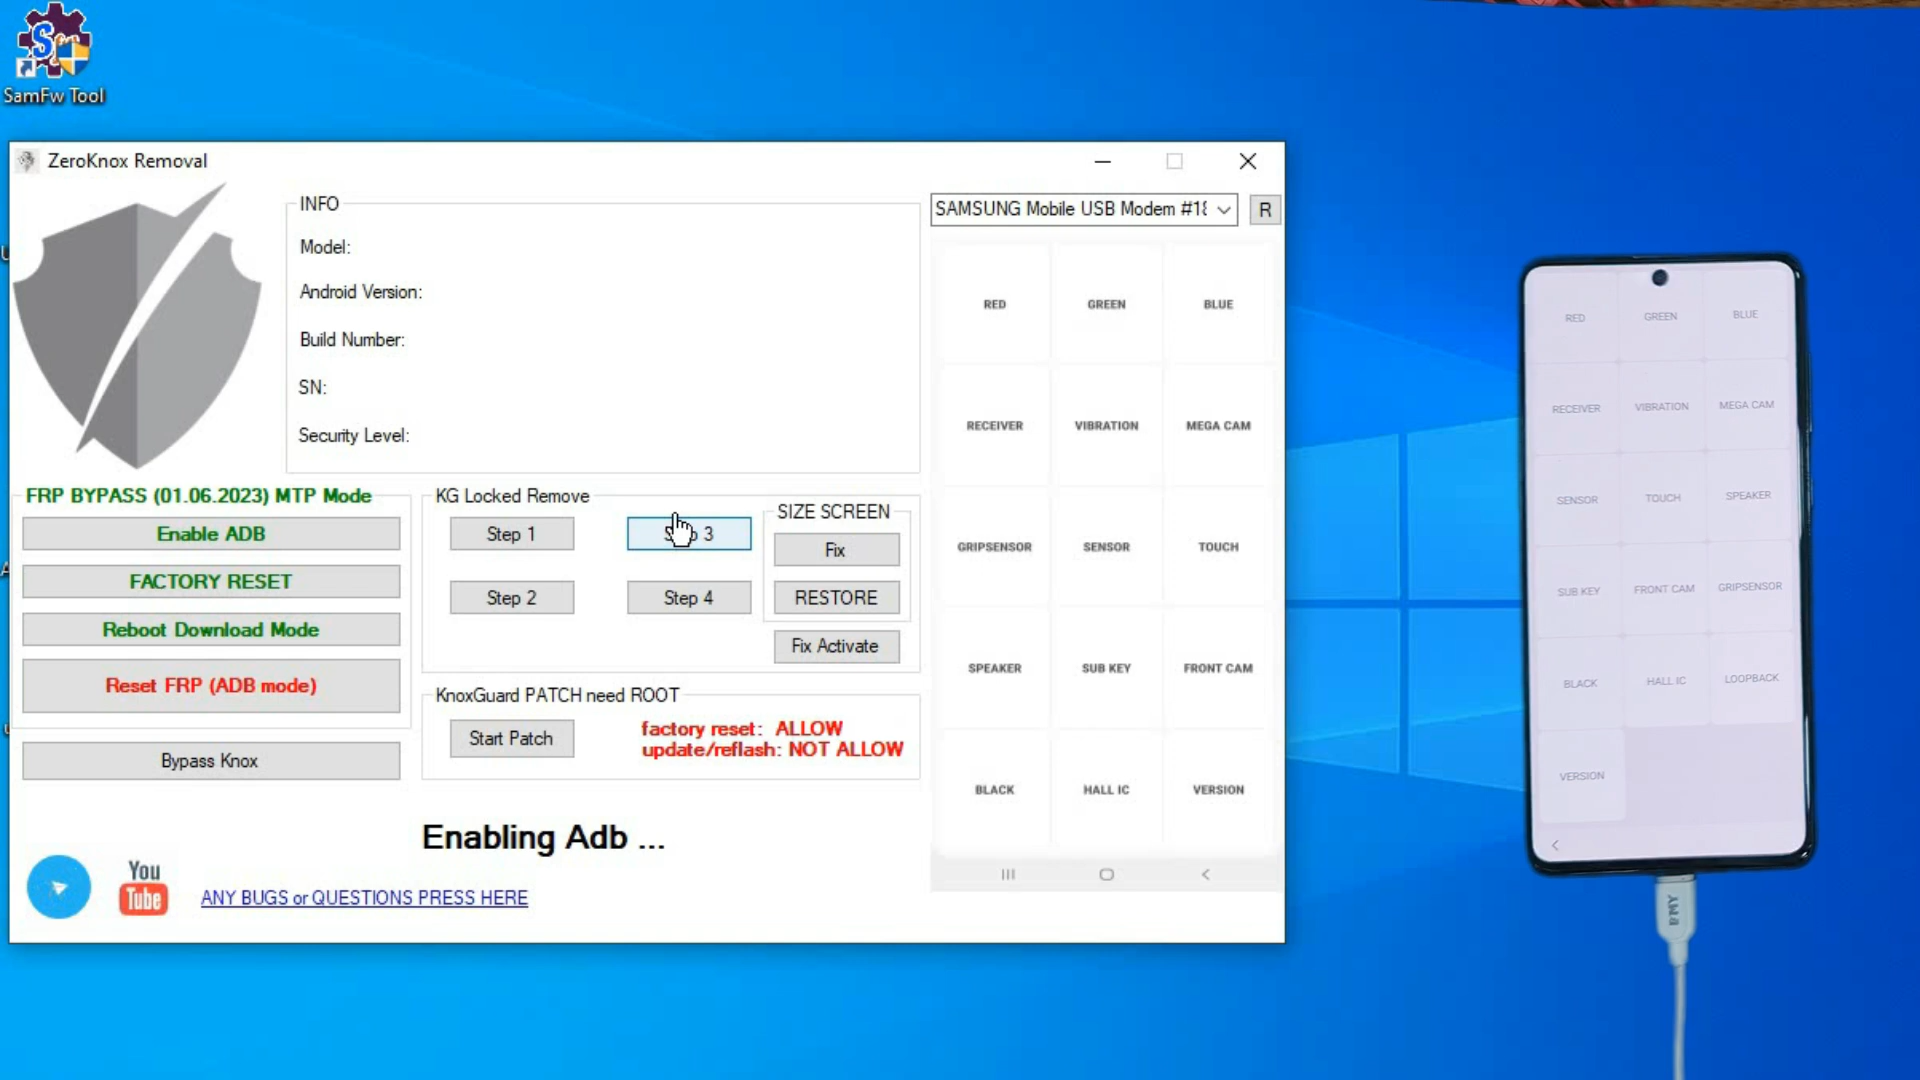 SamFw Tool
ZeroKnox Removal
INFO
Model:
Android Version:
Build Number:
SN:
Security Level:
SAMSUNG Mobile USB Modem #18
R
RED GREEN BLUE
RECEIVER VIBRATION MEGA CAM
GRIPSENSOR SENSOR TOUCH
SPEAKER SUB KEY FRONT CAM
BLACK HALL IC VERSION
FRP BYPASS (01.06.2023) MTP Mode
Enable ADB
FACTORY RESET
Reboot Download Mode
Reset FRP (ADB mode)
Bypass Knox
KG Locked Remove
Step 1
3
Step 2
Step 4
SIZE SCREEN
Fix
RESTORE
Fix Activate
KnoxGuard PATCH need ROOT
Start Patch
factory reset: ALLOW
update/reflash: NOT ALLOW
Enabling Adb ...
You
Tube
ANY BUGS or QUESTIONS PRESS HERE
RED GREEN BLUE
RECEIVER VIBRATION MEGA CAM
SENSOR TOUCH SPEAKER
SUB KEY FRONT CAM GRIPSENSOR
BLACK HALL IC LOOPBACK
VERSION